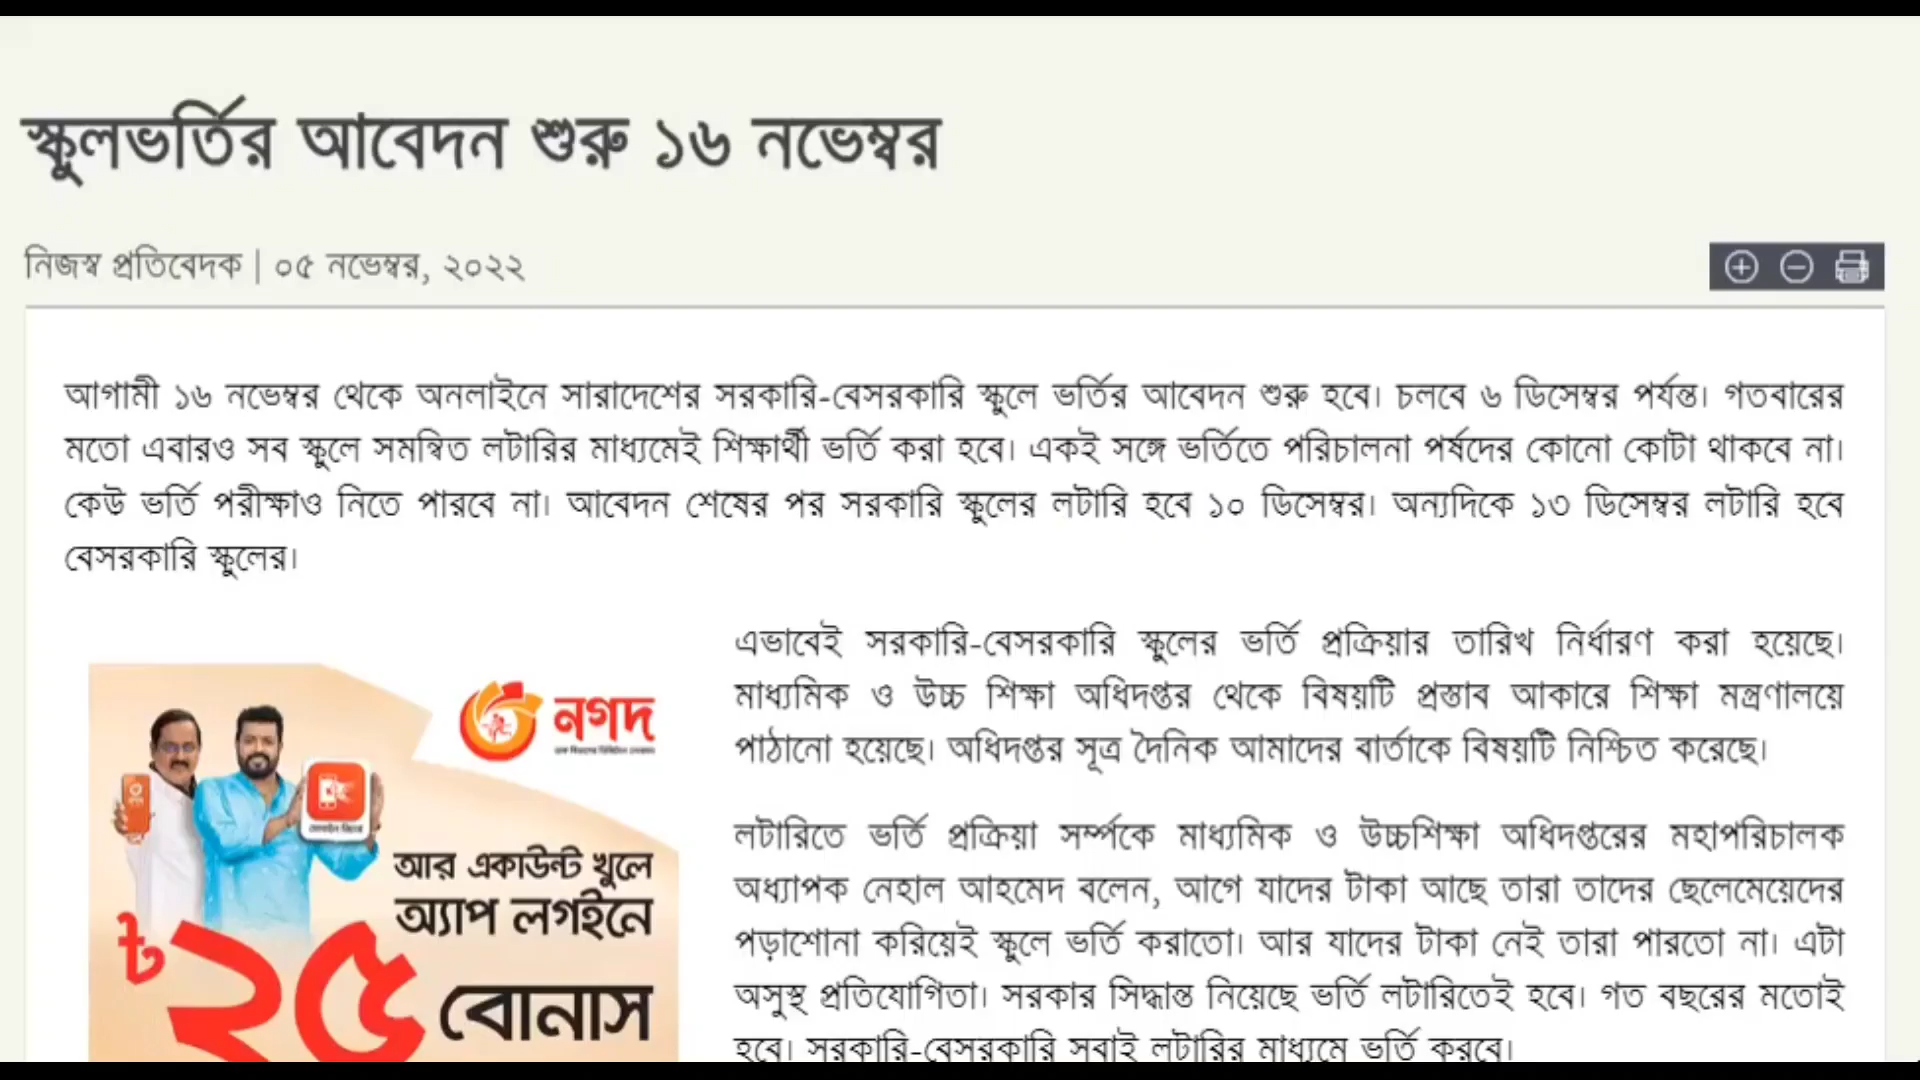 স্কুলভর্তির আবেদন শুরু ১৬ নভেম্বর
নিজস্ব প্রতিবেদক | ০৫ নভেম্বর, ২০২২
আগামী ১৬ নভেম্বর থেকে অনলাইনে সারাদেশের সরকারি-বেসরকারি স্কুলে ভর্তির আবেদন শুরু হবে। চলবে ৬ ডিসেম্বর পর্যন্ত। গতবারের
মতো এবারও সব স্কুলে সমন্বিত লটারির মাধ্যমেই শিক্ষার্থী ভর্তি করা হবে। একই সঙ্গে ভর্তিতে পরিচালনা পর্ষদের কোনো কোটা থাকবে না।
কেউ ভর্তি পরীক্ষাও নিতে পারবে না। আবেদন শেষের পর সরকারি স্কুলের লটারি হবে ১০ ডিসেম্বর। অন্যদিকে ১৩ ডিসেম্বর লটারি হবে
বেসরকারি স্কুলের।
এভাবেই সরকারি-বেসরকারি স্কুলের ভর্তি প্রক্রিয়ার তারিখ নির্ধারণ করা হয়েছে।
মাধ্যমিক ও উচ্চ শিক্ষা অধিদপ্তর থেকে বিষয়টি প্রস্তাব আকারে শিক্ষা মন্ত্রণালয়ে
পাঠানো হয়েছে। অধিদপ্তর সূত্র দৈনিক আমাদের বার্তাকে বিষয়টি নিশ্চিত করেছে।
লটারিতে ভর্তি প্রক্রিয়া সর্ম্পকে মাধ্যমিক ও উচ্চশিক্ষা অধিদপ্তরের মহাপরিচালক
অধ্যাপক নেহাল আহমেদ বলেন, আগে যাদের টাকা আছে তারা তাদের ছেলেমেয়েদের
পড়াশোনা করিয়েই স্কুলে ভর্তি করাতো। আর যাদের টাকা নেই তারা পারতো না। এটা
অসুস্থ প্রতিযোগিতা। সরকার সিদ্ধান্ত নিয়েছে ভর্তি লটারিতেই হবে। গত বছরের মতোই
হবে। সরকারি-বেসরকারি সবাই লটারির মাধ্যমে ভর্তি করবে।
নগদ
আর একাউন্ট খুলে
অ্যাপ লগইনে
৳২৫ বোনাস